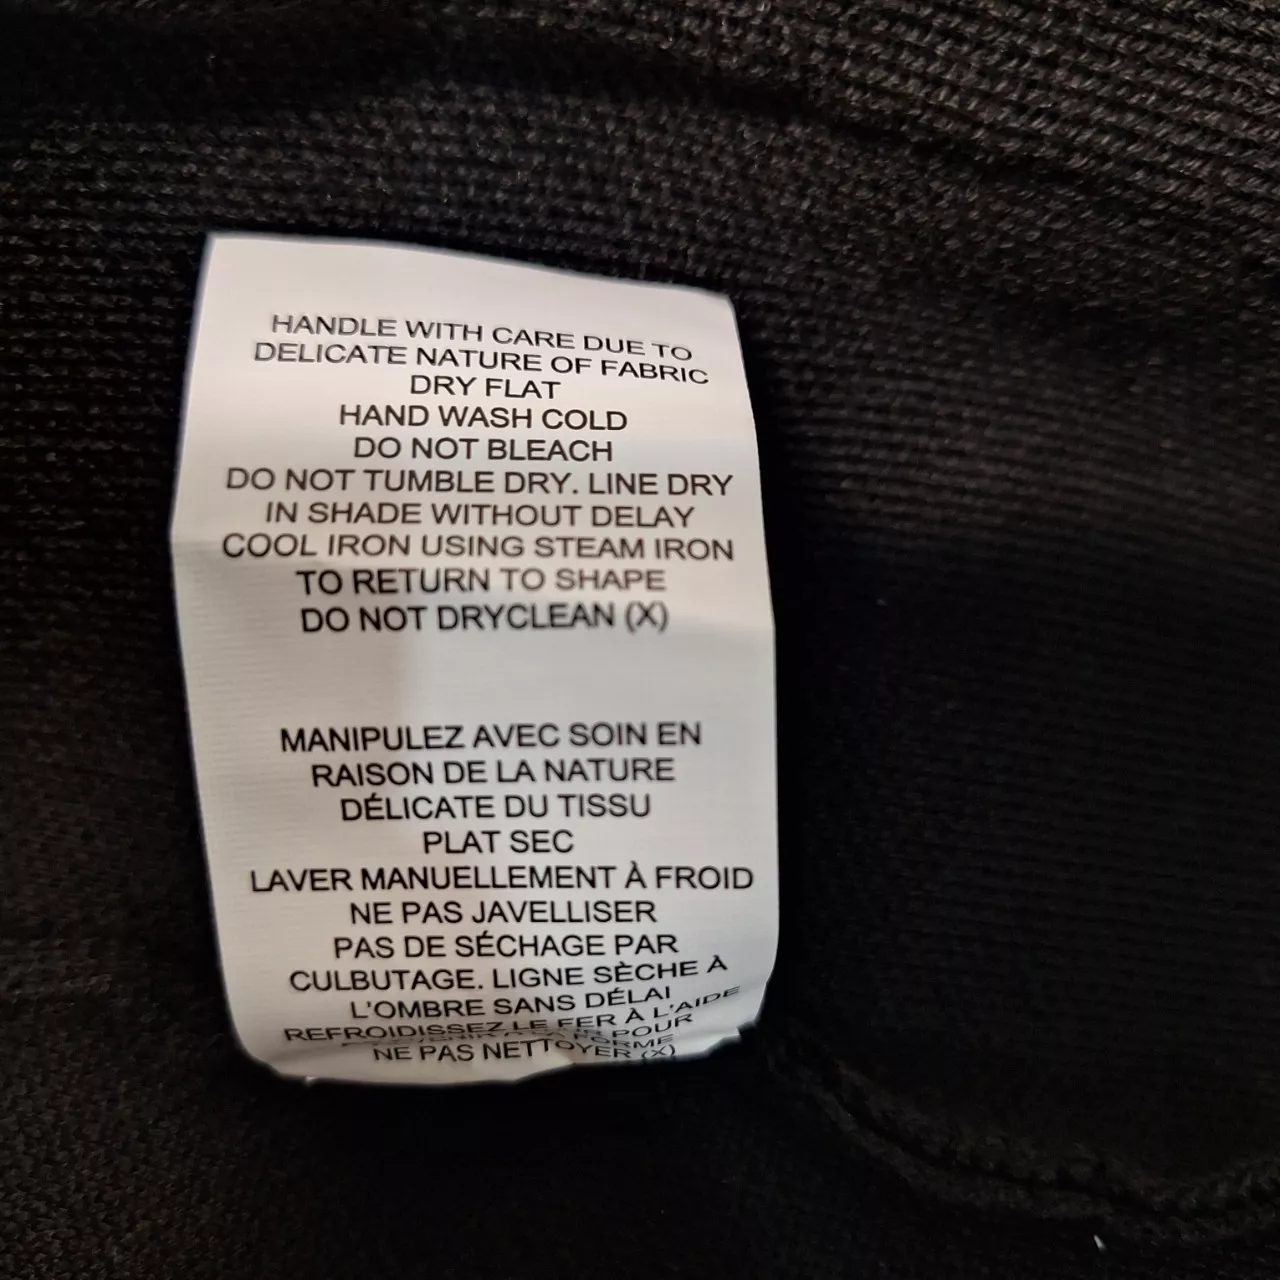 HANDLE WITH CARE DUE TO
DELICATE NATURE OF FABRIC
DRY FLAT
HAND WASH COLD
DO NOT BLEACH
DO NOT TUMBLE DRY. LINE DRY
IN SHADE WITHOUT DELAY
COOL IRON USING STEAM IRON
TO RETURN TO SHAPE
DO NOT DRYCLEAN (X)
MANIPULEZ AVEC SOIN EN
RAISON DE LA NATURE
DÉLICATE DU TISSU
PLAT SEC
LAVER MANUELLEMENT À FROID
NE PAS JAVELLISER
PAS DE SÉCHAGE PAR
CULBUTAGE. LIGNE SÈCHE À
L'OMBRE SANS DÉLAI
REFROIDISSEZ LE FER À L'AIDE
POUR
FORME
NE PAS NETTOYER (X)